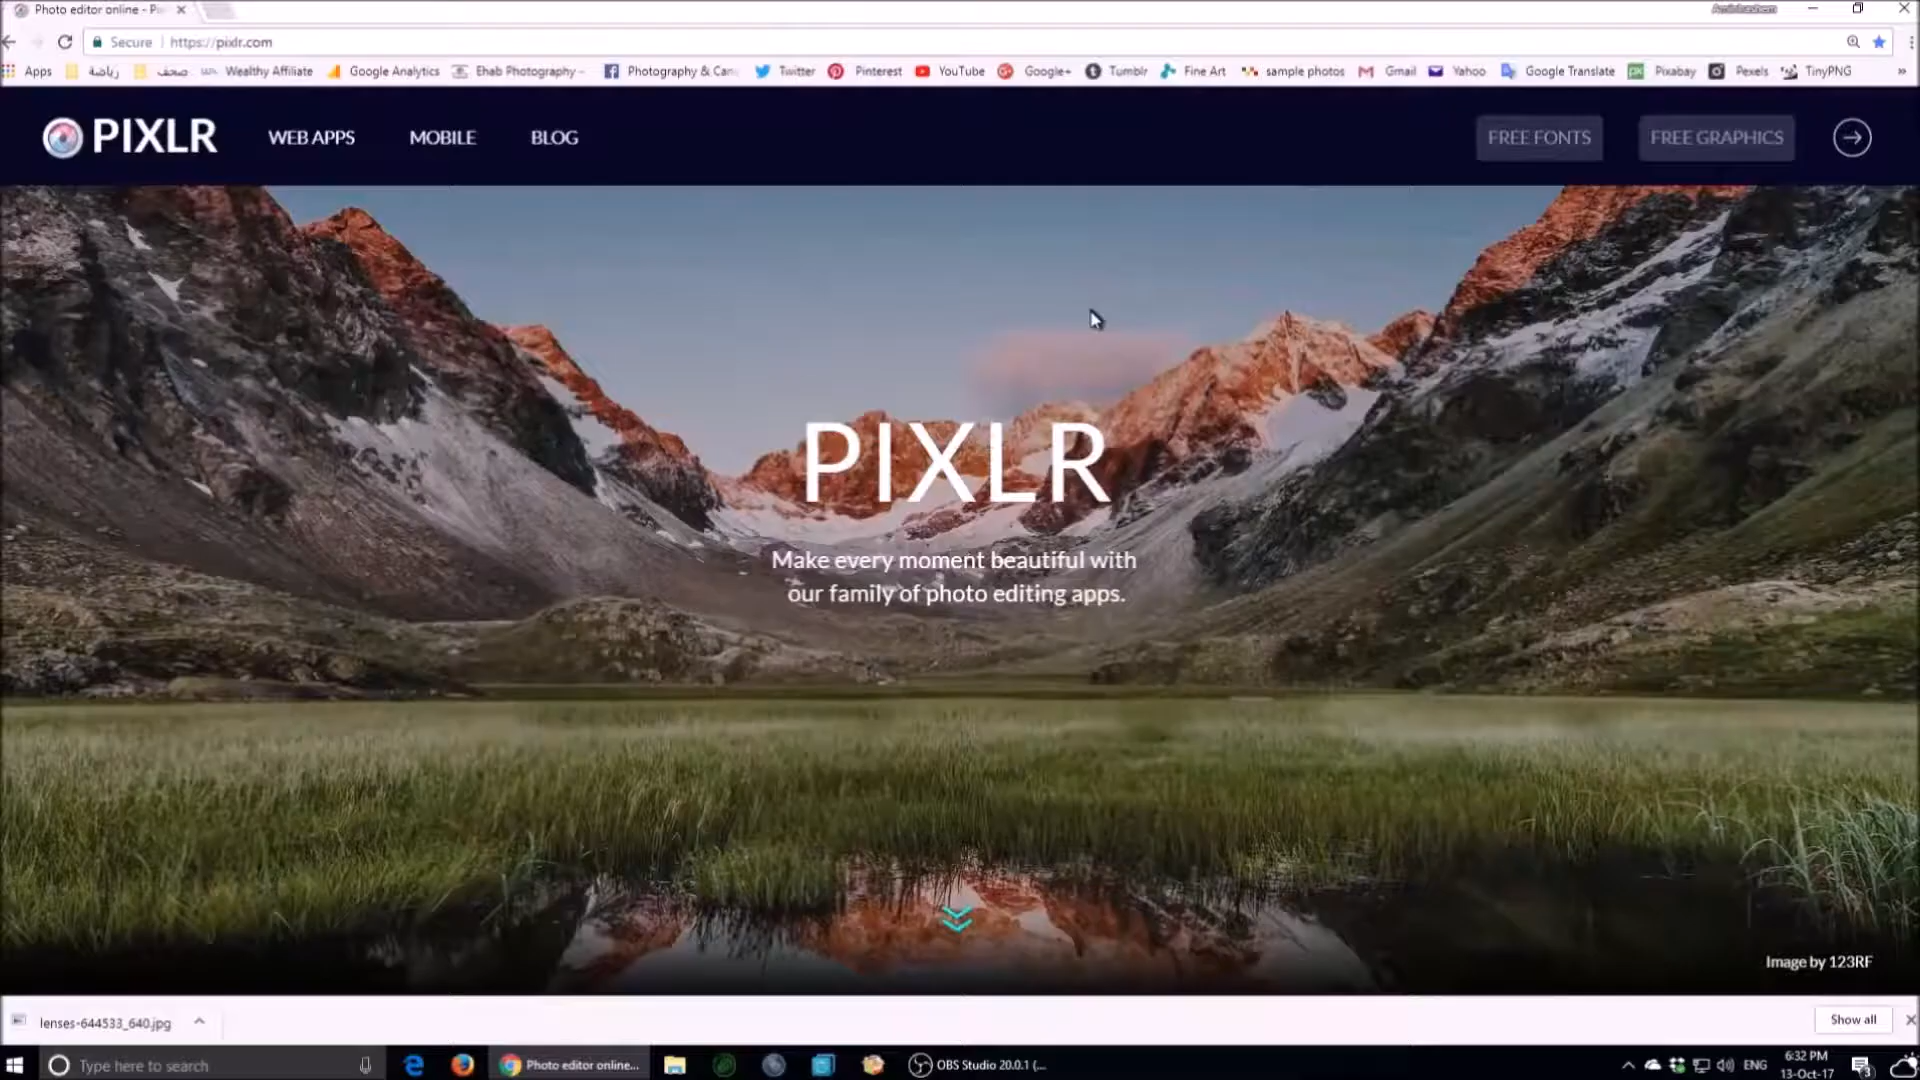 Photo editor online - P
Secure
https://pixlr.com
Apps
رياضة
صحف
Wealthy Affiliate
Google Analytics
Ehab Photography -
Photography & Can
Twitter
Pinterest
YouTube
Google+
Tumblr
Fine Art
sample photos
Gmail
Yahoo
Google Translate
Pixabay
Pexels
TinyPNG
PIXLR
WEB APPS
MOBILE
BLOG
FREE FONTS
FREE GRAPHICS
PIXLR
Make every moment beautiful with
our family of photo editing apps.
Image by 123RF
lenses-644533_640.jpg
Show all
Type here to search
Photo editor online...
OBS Studio 20.0.1 (...
ENG
6:32 PM
13-Oct-17
3